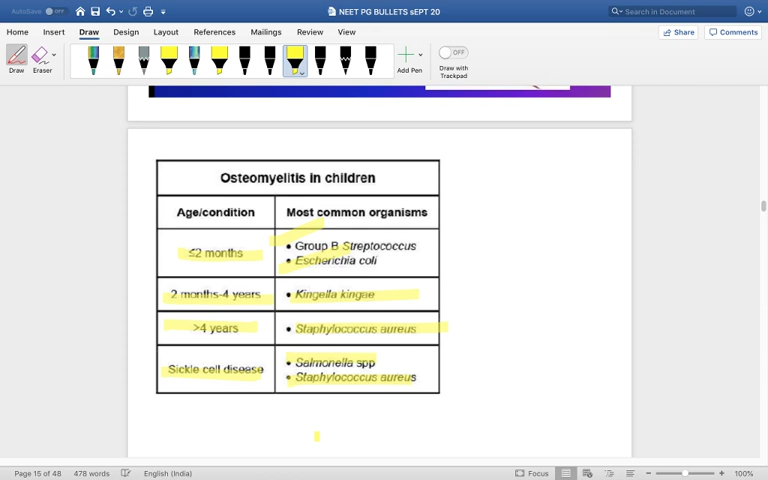 AutoSave OFF
NEET PG BULLETS sEPT 20
Search in Document
Home Insert Draw Design Layout References Mailings Review View
Share Comments
Draw Eraser Add Pen Draw with Trackpad OFF
Osteomyelitis in children
Age/condition Most common organisms
≤2 months
• Group B Streptococcus
• Escherichia coli
2 months-4 years • Kingella kingae
>4 years • Staphylococcus aureus
Sickle cell disease
• Salmonella spp
• Staphylococcus aureus
Page 15 of 48 478 words English (India) Focus 100%